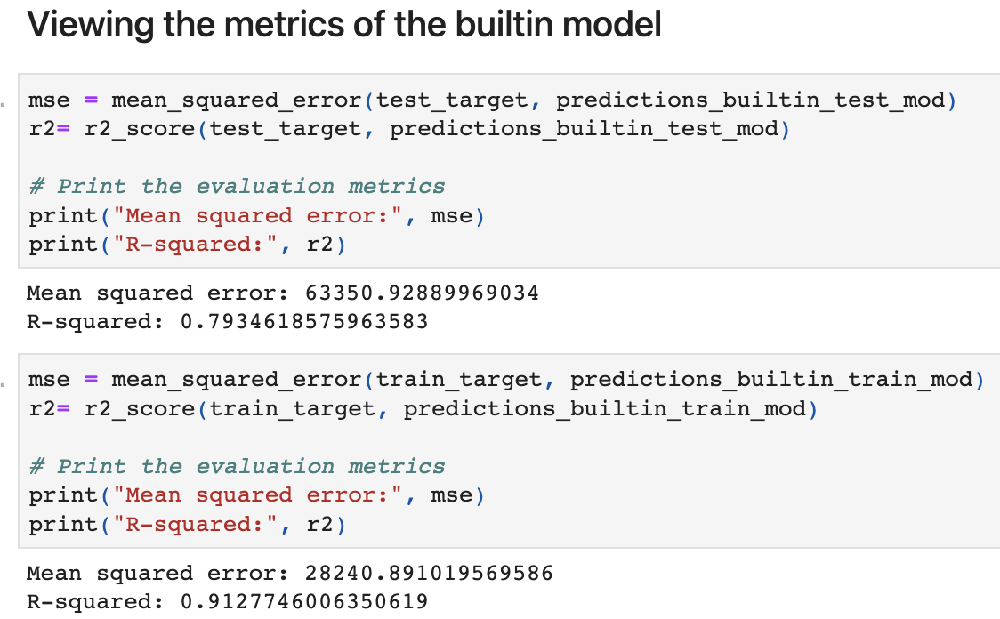 Viewing the metrics of the builtin model
mse = mean_squared_error(test_target, predictions_builtin_test_mod)
r2= r2_score(test_target, predictions_builtin_test_mod)
# Print the evaluation metrics
print("Mean squared error:", mse)
print("R-squared:", r2)
Mean squared error: 63350.92889969034
R-squared: 0.7934618575963583
mse = mean_squared_error(train_target, predictions_builtin_train_mod)
r2= r2_score(train_target, predictions_builtin_train_mod)
# Print the evaluation metrics
print("Mean squared error:", mse)
print("R-squared:", r2)
Mean squared error: 28240.891019569586
R-squared: 0.9127746006350619